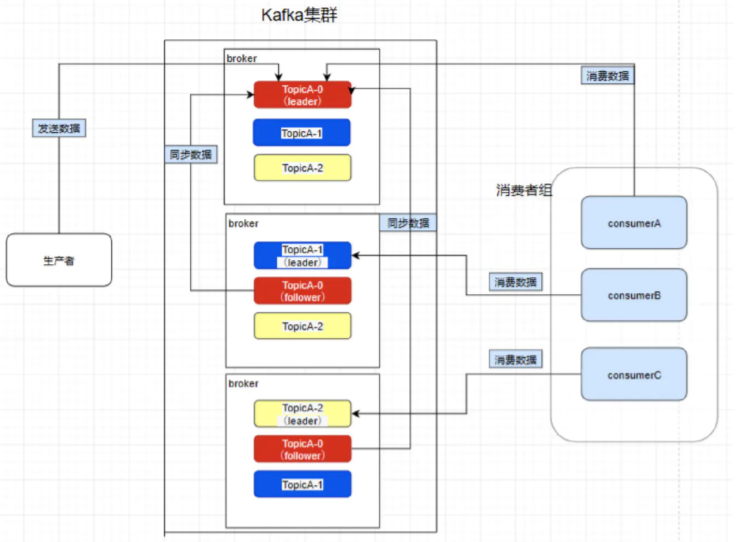 Kafka集群
broker
TopicA-0
(leader)
TopicA-1
TopicA-2
消费数据
发送数据
同步数据
消费者组
consumerA
生产者
broker
同步数据
TopicA-1
(leader)
TopicA-0
(follower)
TopicA-2
消费数据
consumerB
消费数据
consumerC
broker
TopicA-2
(leader)
TopicA-0
(follower)
TopicA-1